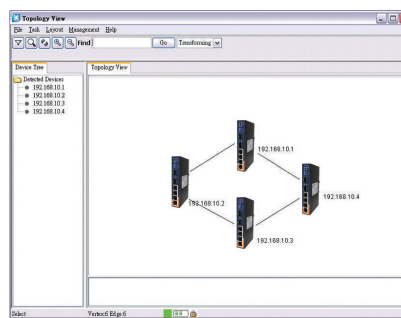 Topology View
File Task Layout Management Help
Find Go Transforming
Device Tree
Topology View
Detected Devices
192.168.10.1
192.168.10.2
192.168.10.3
192.168.10.4
192.168.10.1
192.168.10.2
192.168.10.4
192.168.10.3
Select
Vertex:6 Edge:6